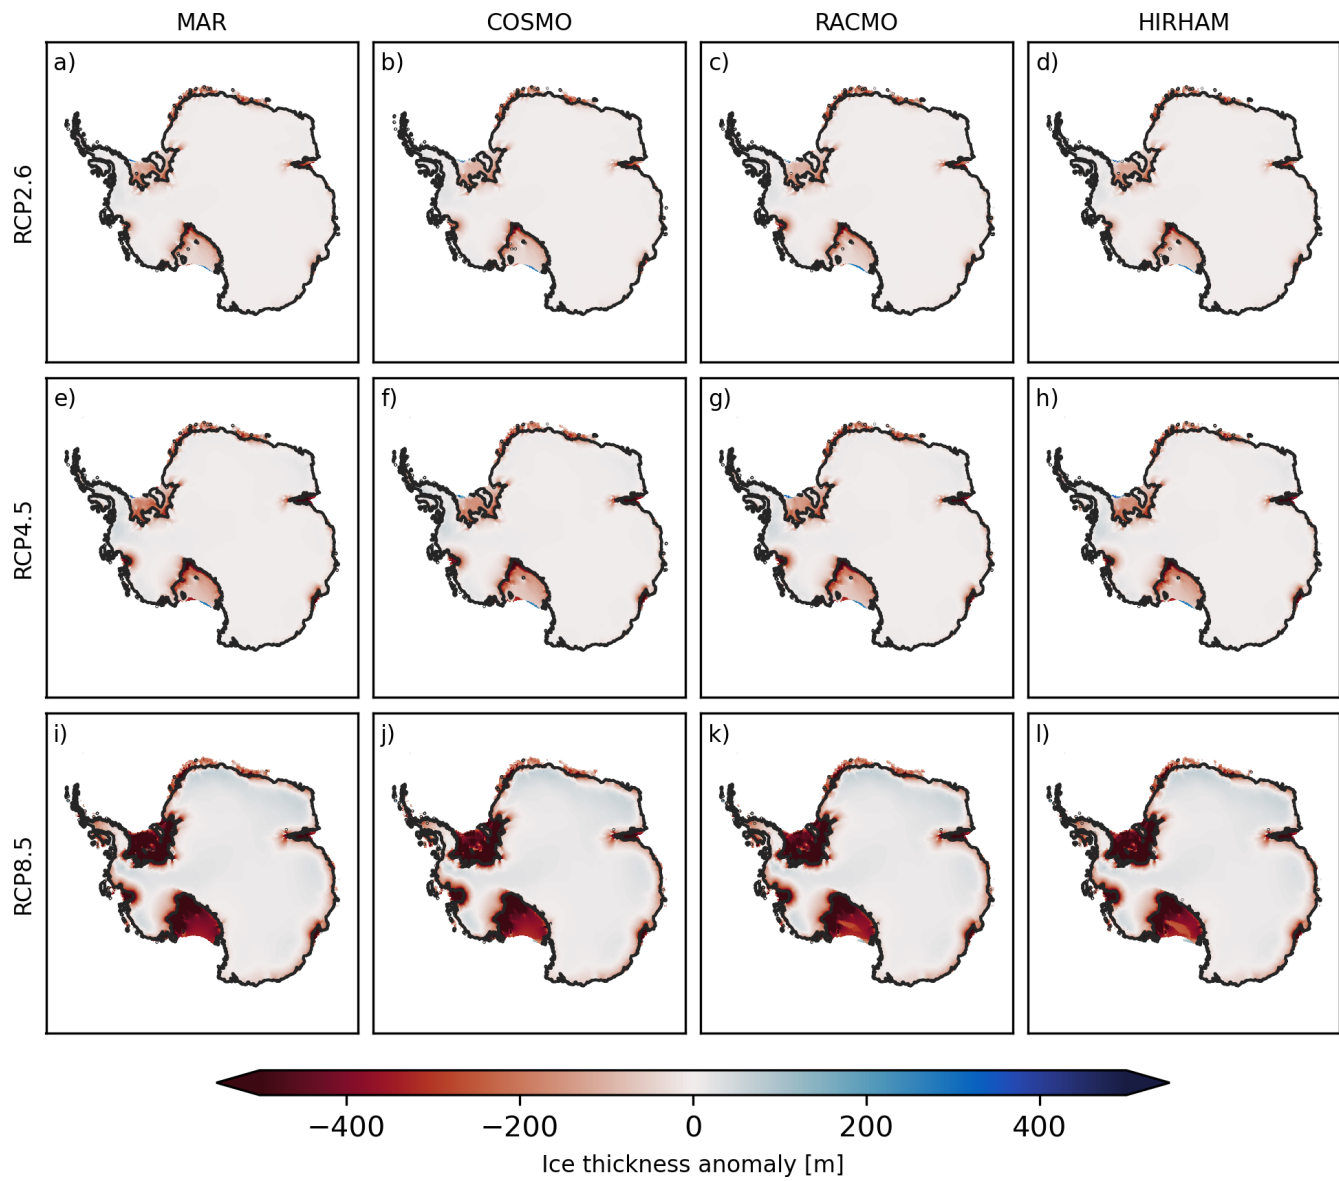 MAR COSMO RACMO HIRHAM
RCP2.6
a) b) c) d)
RCP4.5
e) f) g) h)
RCP8.5
i) j) k) l)
−400 −200 0 200 400
Ice thickness anomaly [m]